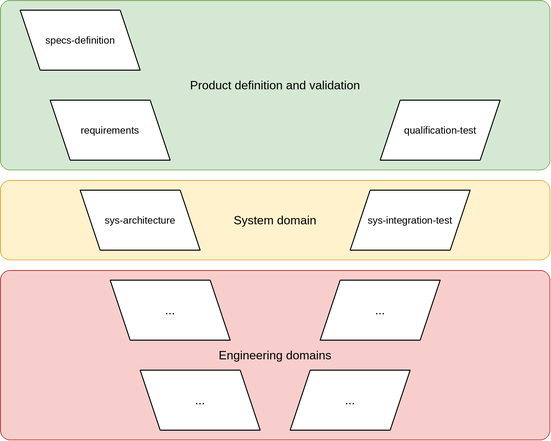 specs-definition
Product definition and validation
requirements
qualification-test
sys-architecture
System domain
sys-integration-test
...
...
Engineering domains
...
...